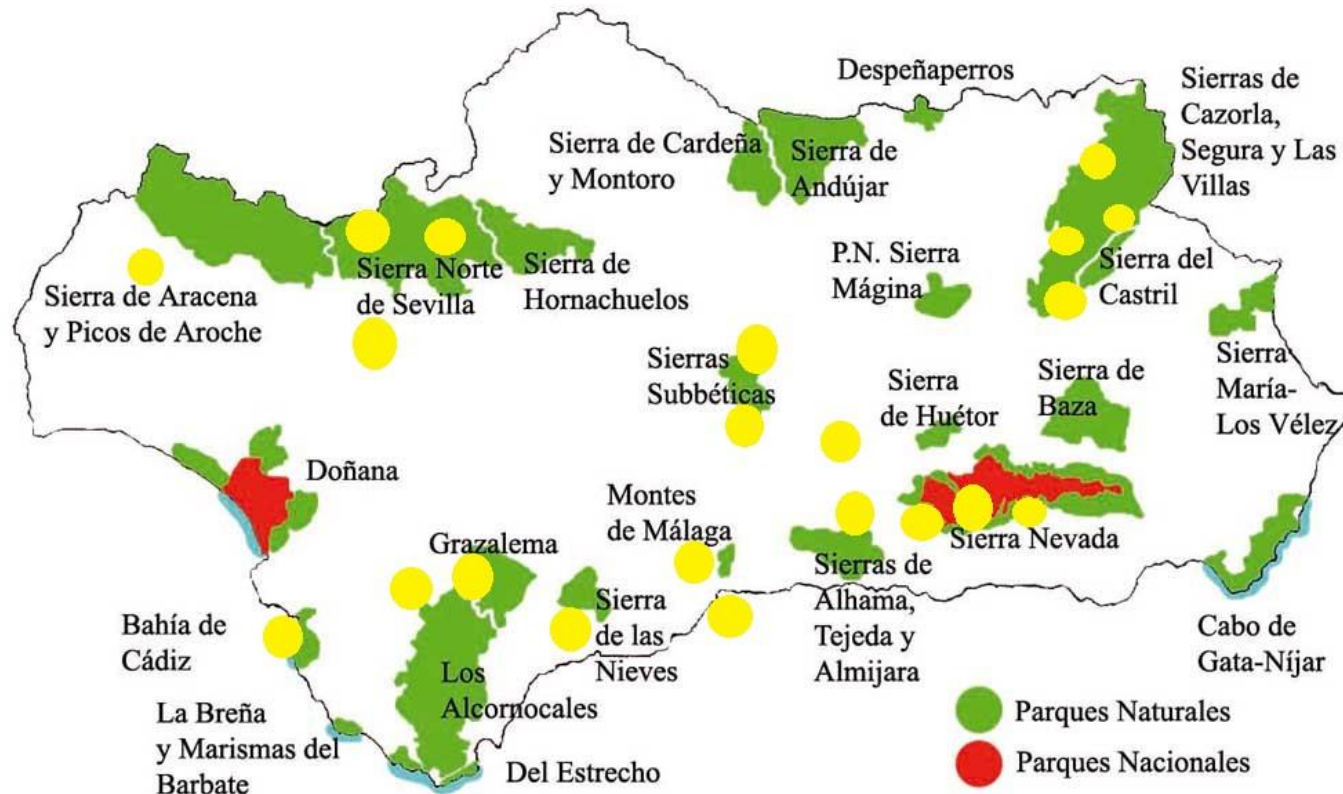 Despeñaperros
Sierras de
Cazorla,
Segura y Las
Villas
Sierra de Cardeña
y Montoro
Sierra de
Andújar
P.N. Sierra
Mágina
Sierra del
Castril
Sierra de Aracena
y Picos de Aroche
Sierra Norte
de Sevilla
Sierra de
Hornachuelos
Sierras
Subbéticas
Sierra
de Huétor
Sierra de
Baza
Sierra
María-
Los Vélez
Doñana
Montes
de Málaga
Grazalema
Sierra Nevada
Bahía de
Cádiz
Sierra
de las
Nieves
Sierras de
Alhama,
Tejeda y
Almijara
Cabo de
Gata-Níjar
Los
Alcornocales
La Breña
y Marismas del
Barbate
Del Estrecho
Parques Naturales
Parques Nacionales